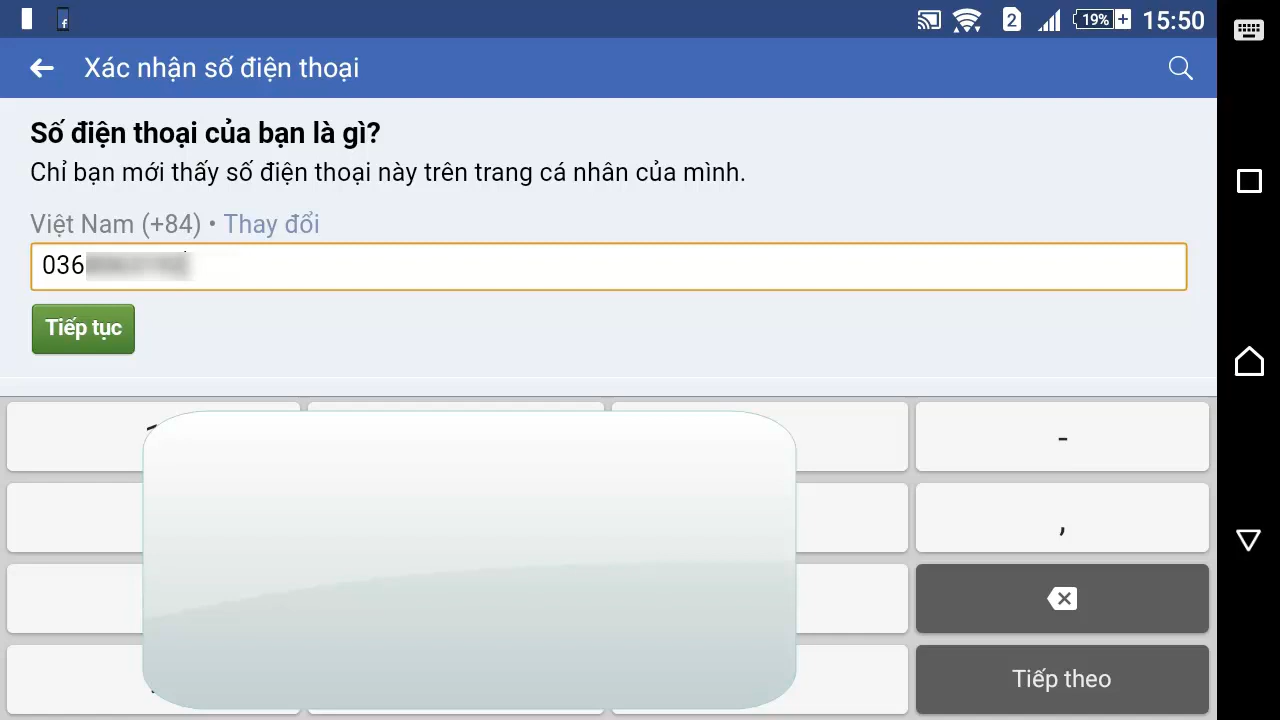 2 19% 15:50
Xác nhận số điện thoại
Số điện thoại của bạn là gì?
Chỉ bạn mới thấy số điện thoại này trên trang cá nhân của mình.
Việt Nam (+84) • Thay đổi
036
Tiếp tục
-
,
Tiếp theo